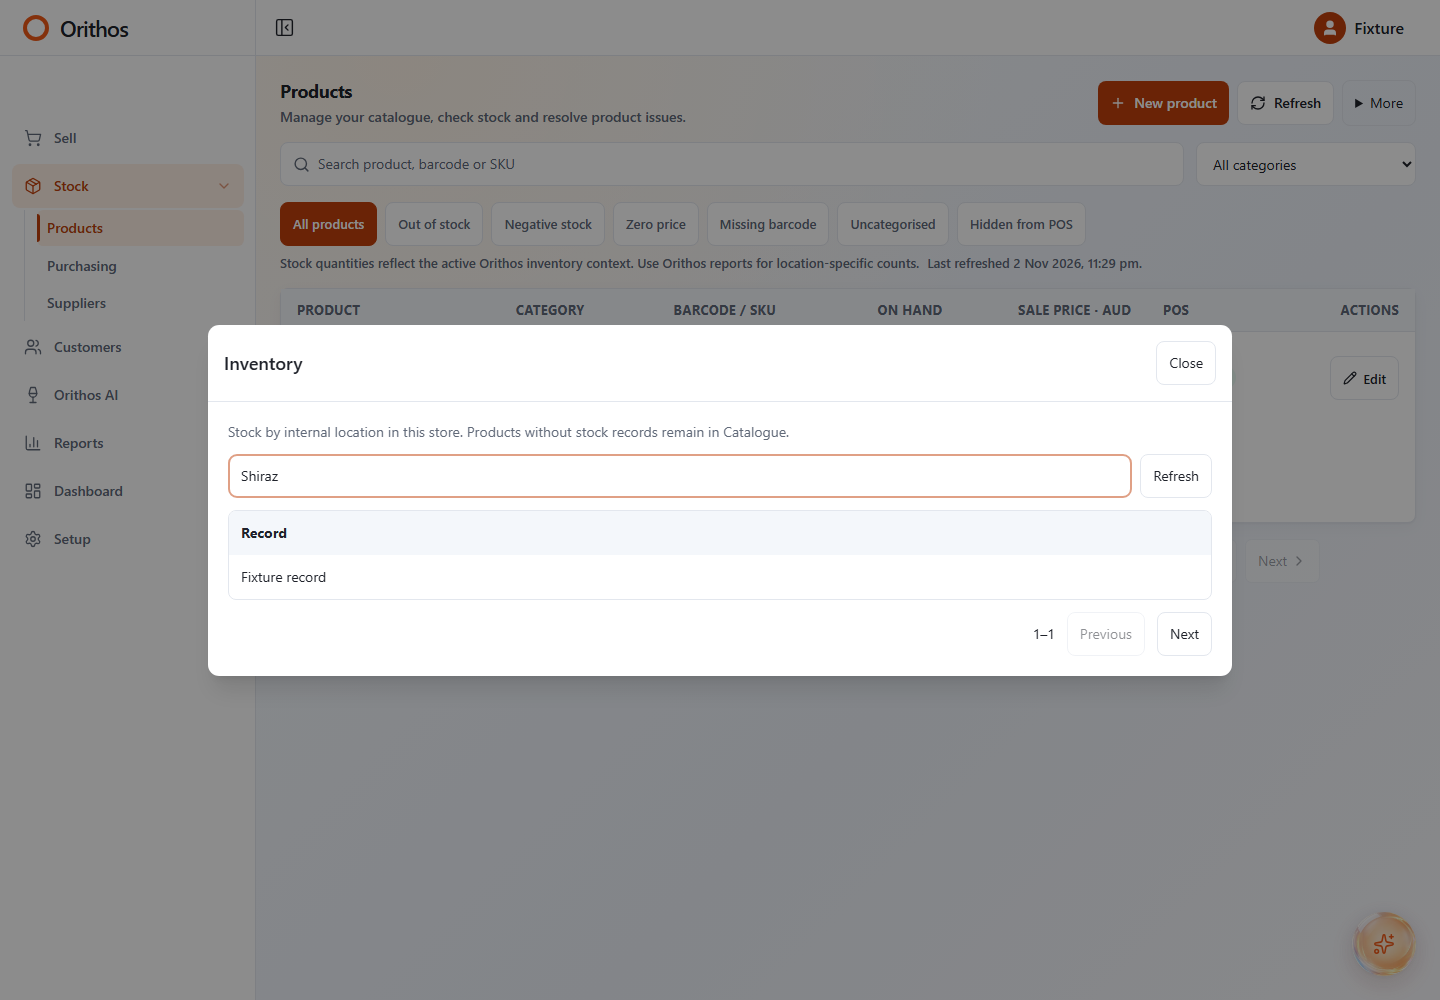 Orithos
Fixture
Sell
Stock
Products
Purchasing
Suppliers
Customers
Orithos AI
Reports
Dashboard
Setup
Products
Manage your catalogue, check stock and resolve product issues.
New product
Refresh
More
Search product, barcode or SKU
All categories
All products
Out of stock
Negative stock
Zero price
Missing barcode
Uncategorised
Hidden from POS
Stock quantities reflect the active Orithos inventory context. Use Orithos reports for location-specific counts. Last refreshed 2 Nov 2026, 11:29 pm.
PRODUCT
CATEGORY
BARCODE / SKU
ON HAND
SALE PRICE · AUD
POS
ACTIONS
Edit
Next
Inventory
Close
Stock by internal location in this store. Products without stock records remain in Catalogue.
Shiraz
Refresh
Record
Fixture record
1–1
Previous
Next